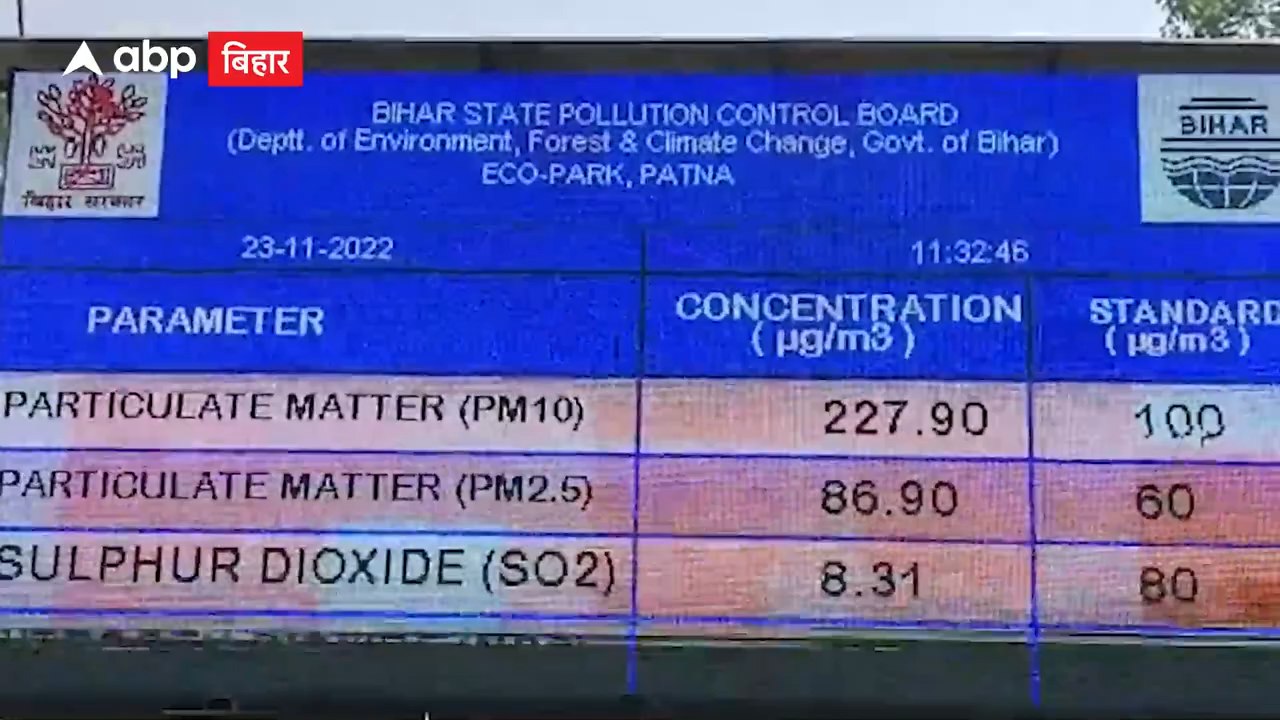 abp बिहार
BIHAR STATE POLLUTION CONTROL BOARD
(Deptt. of Environment, Forest & Climate Change, Govt. of Bihar)
ECO-PARK, PATNA
बिहार सरकार
BIHAR
23-11-2022 11:32:46
PARAMETER CONCENTRATION (µg/m3) STANDARD (µg/m3)
PARTICULATE MATTER (PM10) 227.90 100
PARTICULATE MATTER (PM2.5) 86.90 60
SULPHUR DIOXIDE (SO2) 8.31 80